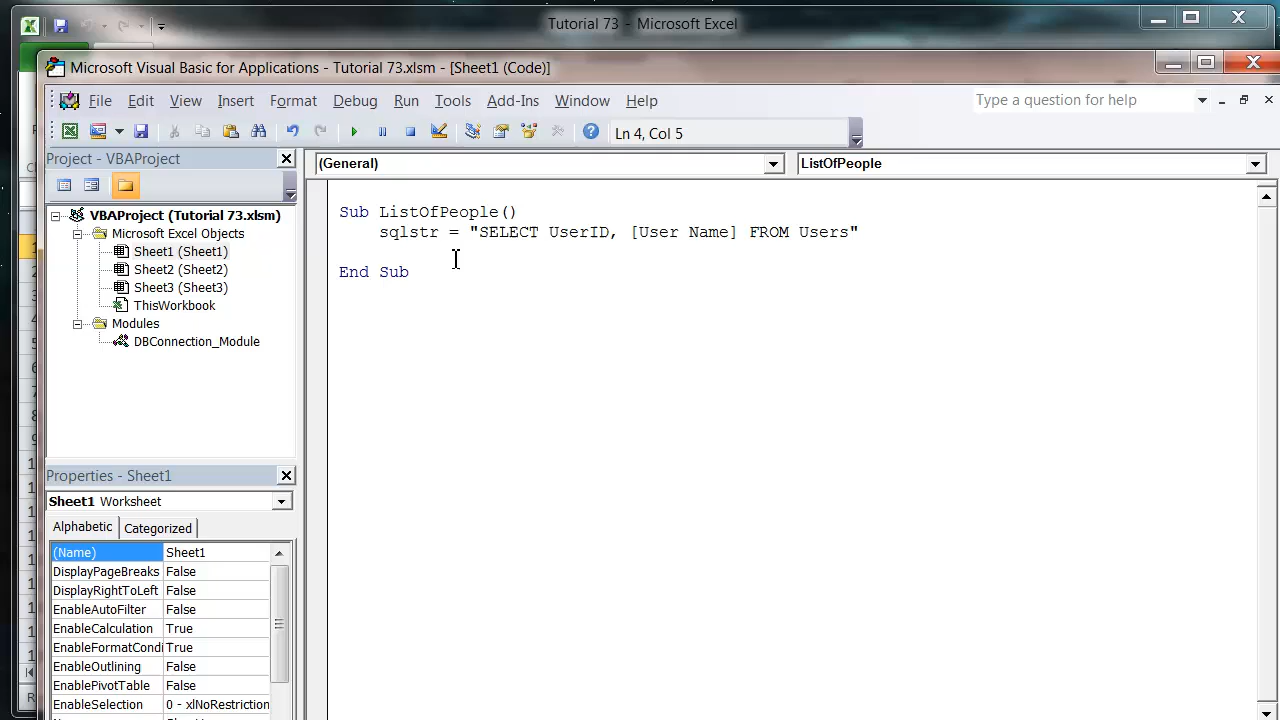 Tutorial 73 - Microsoft Excel
Microsoft Visual Basic for Applications - Tutorial 73.xlsm - [Sheet1 (Code)]
File Edit View Insert Format Debug Run Tools Add-Ins Window Help
Type a question for help
Ln 4, Col 5
Project - VBAProject
(General)
ListOfPeople
VBAProject (Tutorial 73.xlsm)
Microsoft Excel Objects
Sheet1 (Sheet1)
Sheet2 (Sheet2)
Sheet3 (Sheet3)
ThisWorkbook
Modules
DBConnection_Module
Sub ListOfPeople()
sqlstr = "SELECT UserID, [User Name] FROM Users"
End Sub
Properties - Sheet1
Sheet1 Worksheet
Alphabetic Categorized
(Name) Sheet1
DisplayPageBreaks False
DisplayRightToLeft False
EnableAutoFilter False
EnableCalculation True
EnableFormatCondi True
EnableOutlining False
EnablePivotTable False
EnableSelection 0 - xlNoRestriction